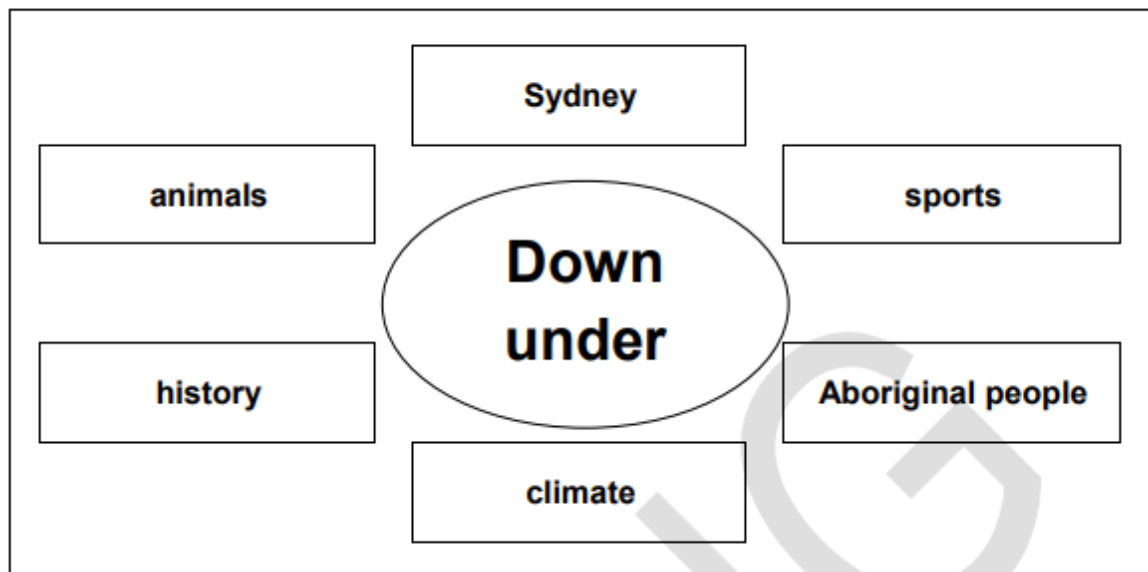 Sydney
animals
sports
Down
under
history
Aboriginal people
climate